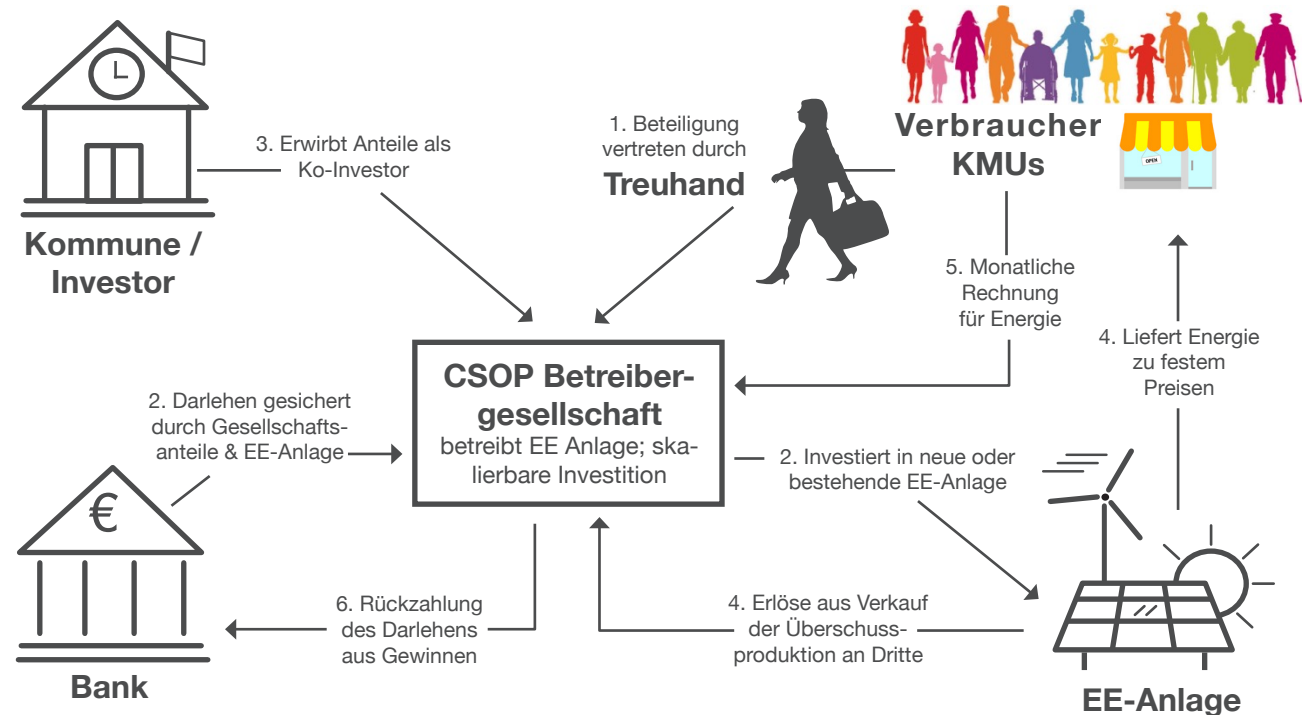 3. Erwirbt Anteile als
Ko-Investor
Kommune /
Investor
1. Beteiligung
vertreten durch
Treuhand
Verbraucher
KMUs
OPEN
5. Monatliche
Rechnung
für Energie
4. Liefert Energie
zu festem
Preisen
CSOP Betreiber-
gesellschaft
betreibt EE Anlage; ska-
lierbare Investition
2. Darlehen gesichert
durch Gesellschafts-
anteile & EE-Anlage
2. Investiert in neue oder
bestehende EE-Anlage
€
Bank
6. Rückzahlung
des Darlehens
aus Gewinnen
4. Erlöse aus Verkauf
der Überschuss-
produktion an Dritte
EE-Anlage